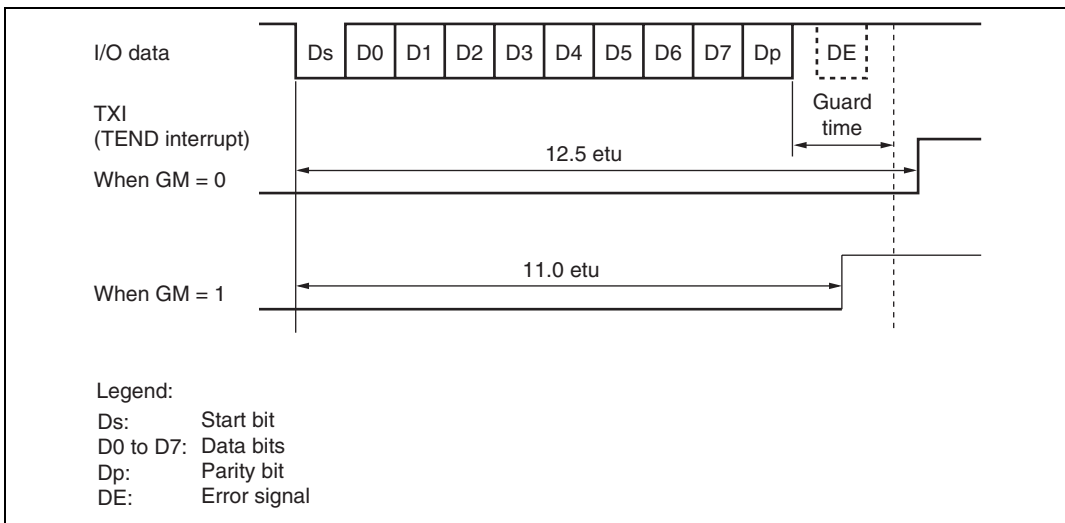 I/O data
Ds D0 D1 D2 D3 D4 D5 D6 D7 Dp DE
Guard
time
TXI
(TEND interrupt)
12.5 etu
When GM = 0
11.0 etu
When GM = 1
Legend:
Ds: Start bit
D0 to D7: Data bits
Dp: Parity bit
DE: Error signal